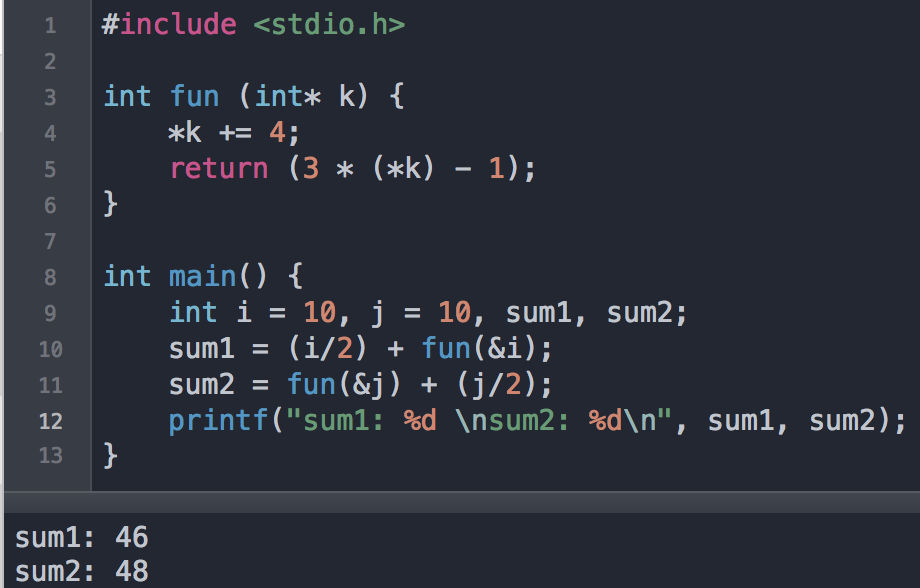 1 #include <stdio.h>
2
3 int fun (int* k) {
4     *k += 4;
5     return (3 * (*k) - 1);
6 }
7
8 int main() {
9     int i = 10, j = 10, sum1, sum2;
10     sum1 = (i/2) + fun(&i);
11     sum2 = fun(&j) + (j/2);
12     printf("sum1: %d \nsum2: %d\n", sum1, sum2);
13 }
sum1: 46
sum2: 48